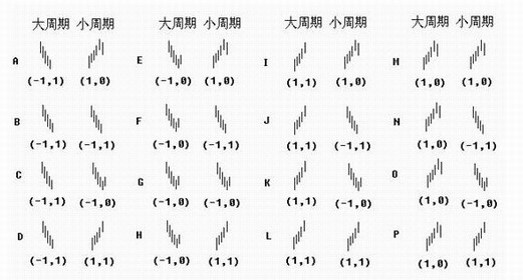 大周期 小周期 大周期 小周期 大周期 小周期 大周期 小周期
A E I M
(-1,1) (1,0) (-1,0) (1,0) (1,1) (1,0) (1,0) (1,0)
B F J N
(-1,1) (-1,1) (-1,0) (-1,1) (1,1) (-1,1) (1,0) (-1,1)
C G K O
(-1,1) (-1,0) (-1,0) (-1,0) (1,1) (-1,0) (1,0) (-1,0)
D H L P
(-1,1) (1,1) (-1,0) (1,1) (1,1) (1,1) (1,0) (1,1)